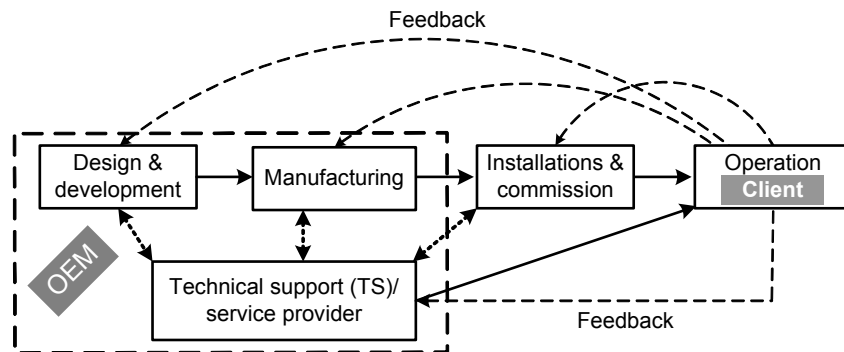 Feedback
Design &
development
Manufacturing
Installations &
commission
Operation
Client
OEM
Technical support (TS)/
service provider
Feedback